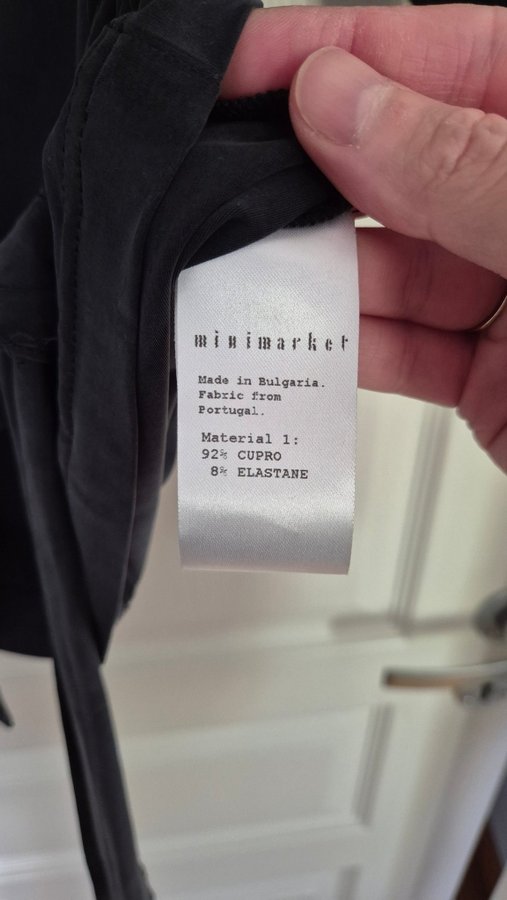 minimarket
Made in Bulgaria.
Fabric from
Portugal.
Material 1:
92% CUPRO
8% ELASTANE